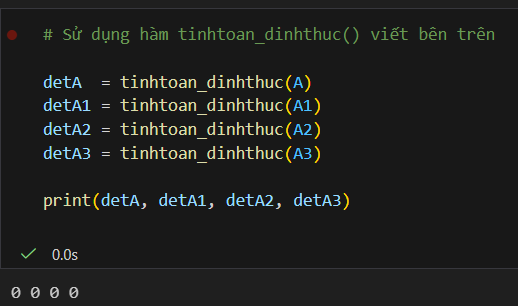 # Sử dụng hàm tinhtoan_dinhthuc() viết bên trên
detA  = tinhtoan_dinhthuc(A)
detA1 = tinhtoan_dinhthuc(A1)
detA2 = tinhtoan_dinhthuc(A2)
detA3 = tinhtoan_dinhthuc(A3)
print(detA, detA1, detA2, detA3)
0.0s
0 0 0 0